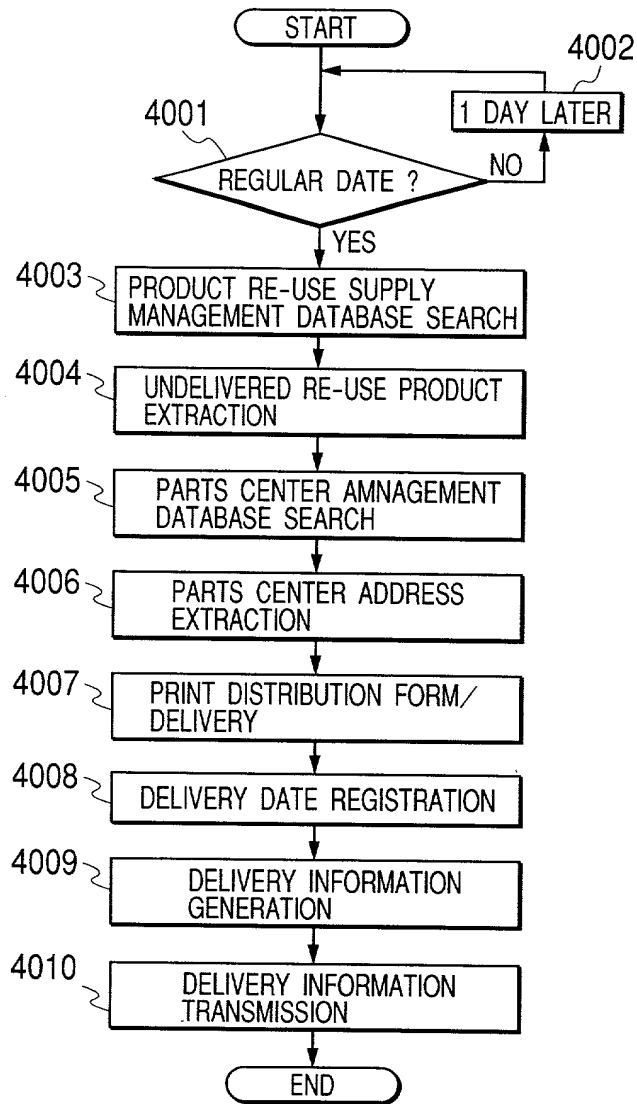 START
4002
1 DAY LATER
4001
REGULAR DATE ?
NO
YES
4003
PRODUCT RE-USE SUPPLY
MANAGEMENT DATABASE SEARCH
4004
UNDELIVERED RE-USE PRODUCT
EXTRACTION
4005
PARTS CENTER AMNAGEMENT
DATABASE SEARCH
4006
PARTS CENTER ADDRESS
EXTRACTION
4007
PRINT DISTRIBUTION FORM/
DELIVERY
4008
DELIVERY DATE REGISTRATION
4009
DELIVERY INFORMATION
GENERATION
4010
DELIVERY INFORMATION
TRANSMISSION
END